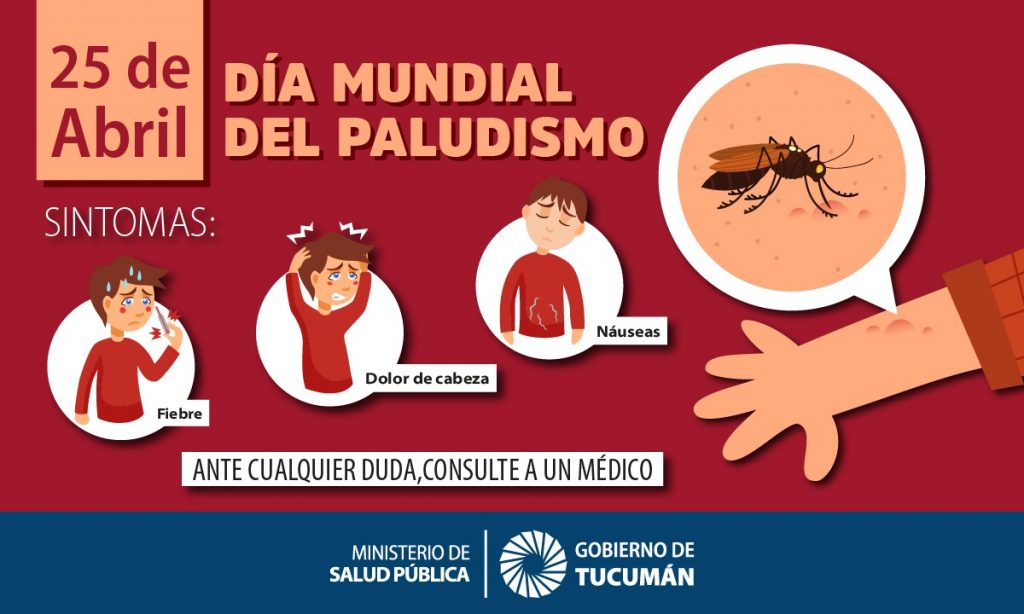 25 de
Abril
DÍA MUNDIAL
DEL PALUDISMO
SINTOMAS:
Fiebre
Dolor de cabeza
Náuseas
ANTE CUALQUIER DUDA,CONSULTE A UN MÉDICO
MINISTERIO DE
SALUD PÚBLICA
GOBIERNO DE
TUCUMÁN